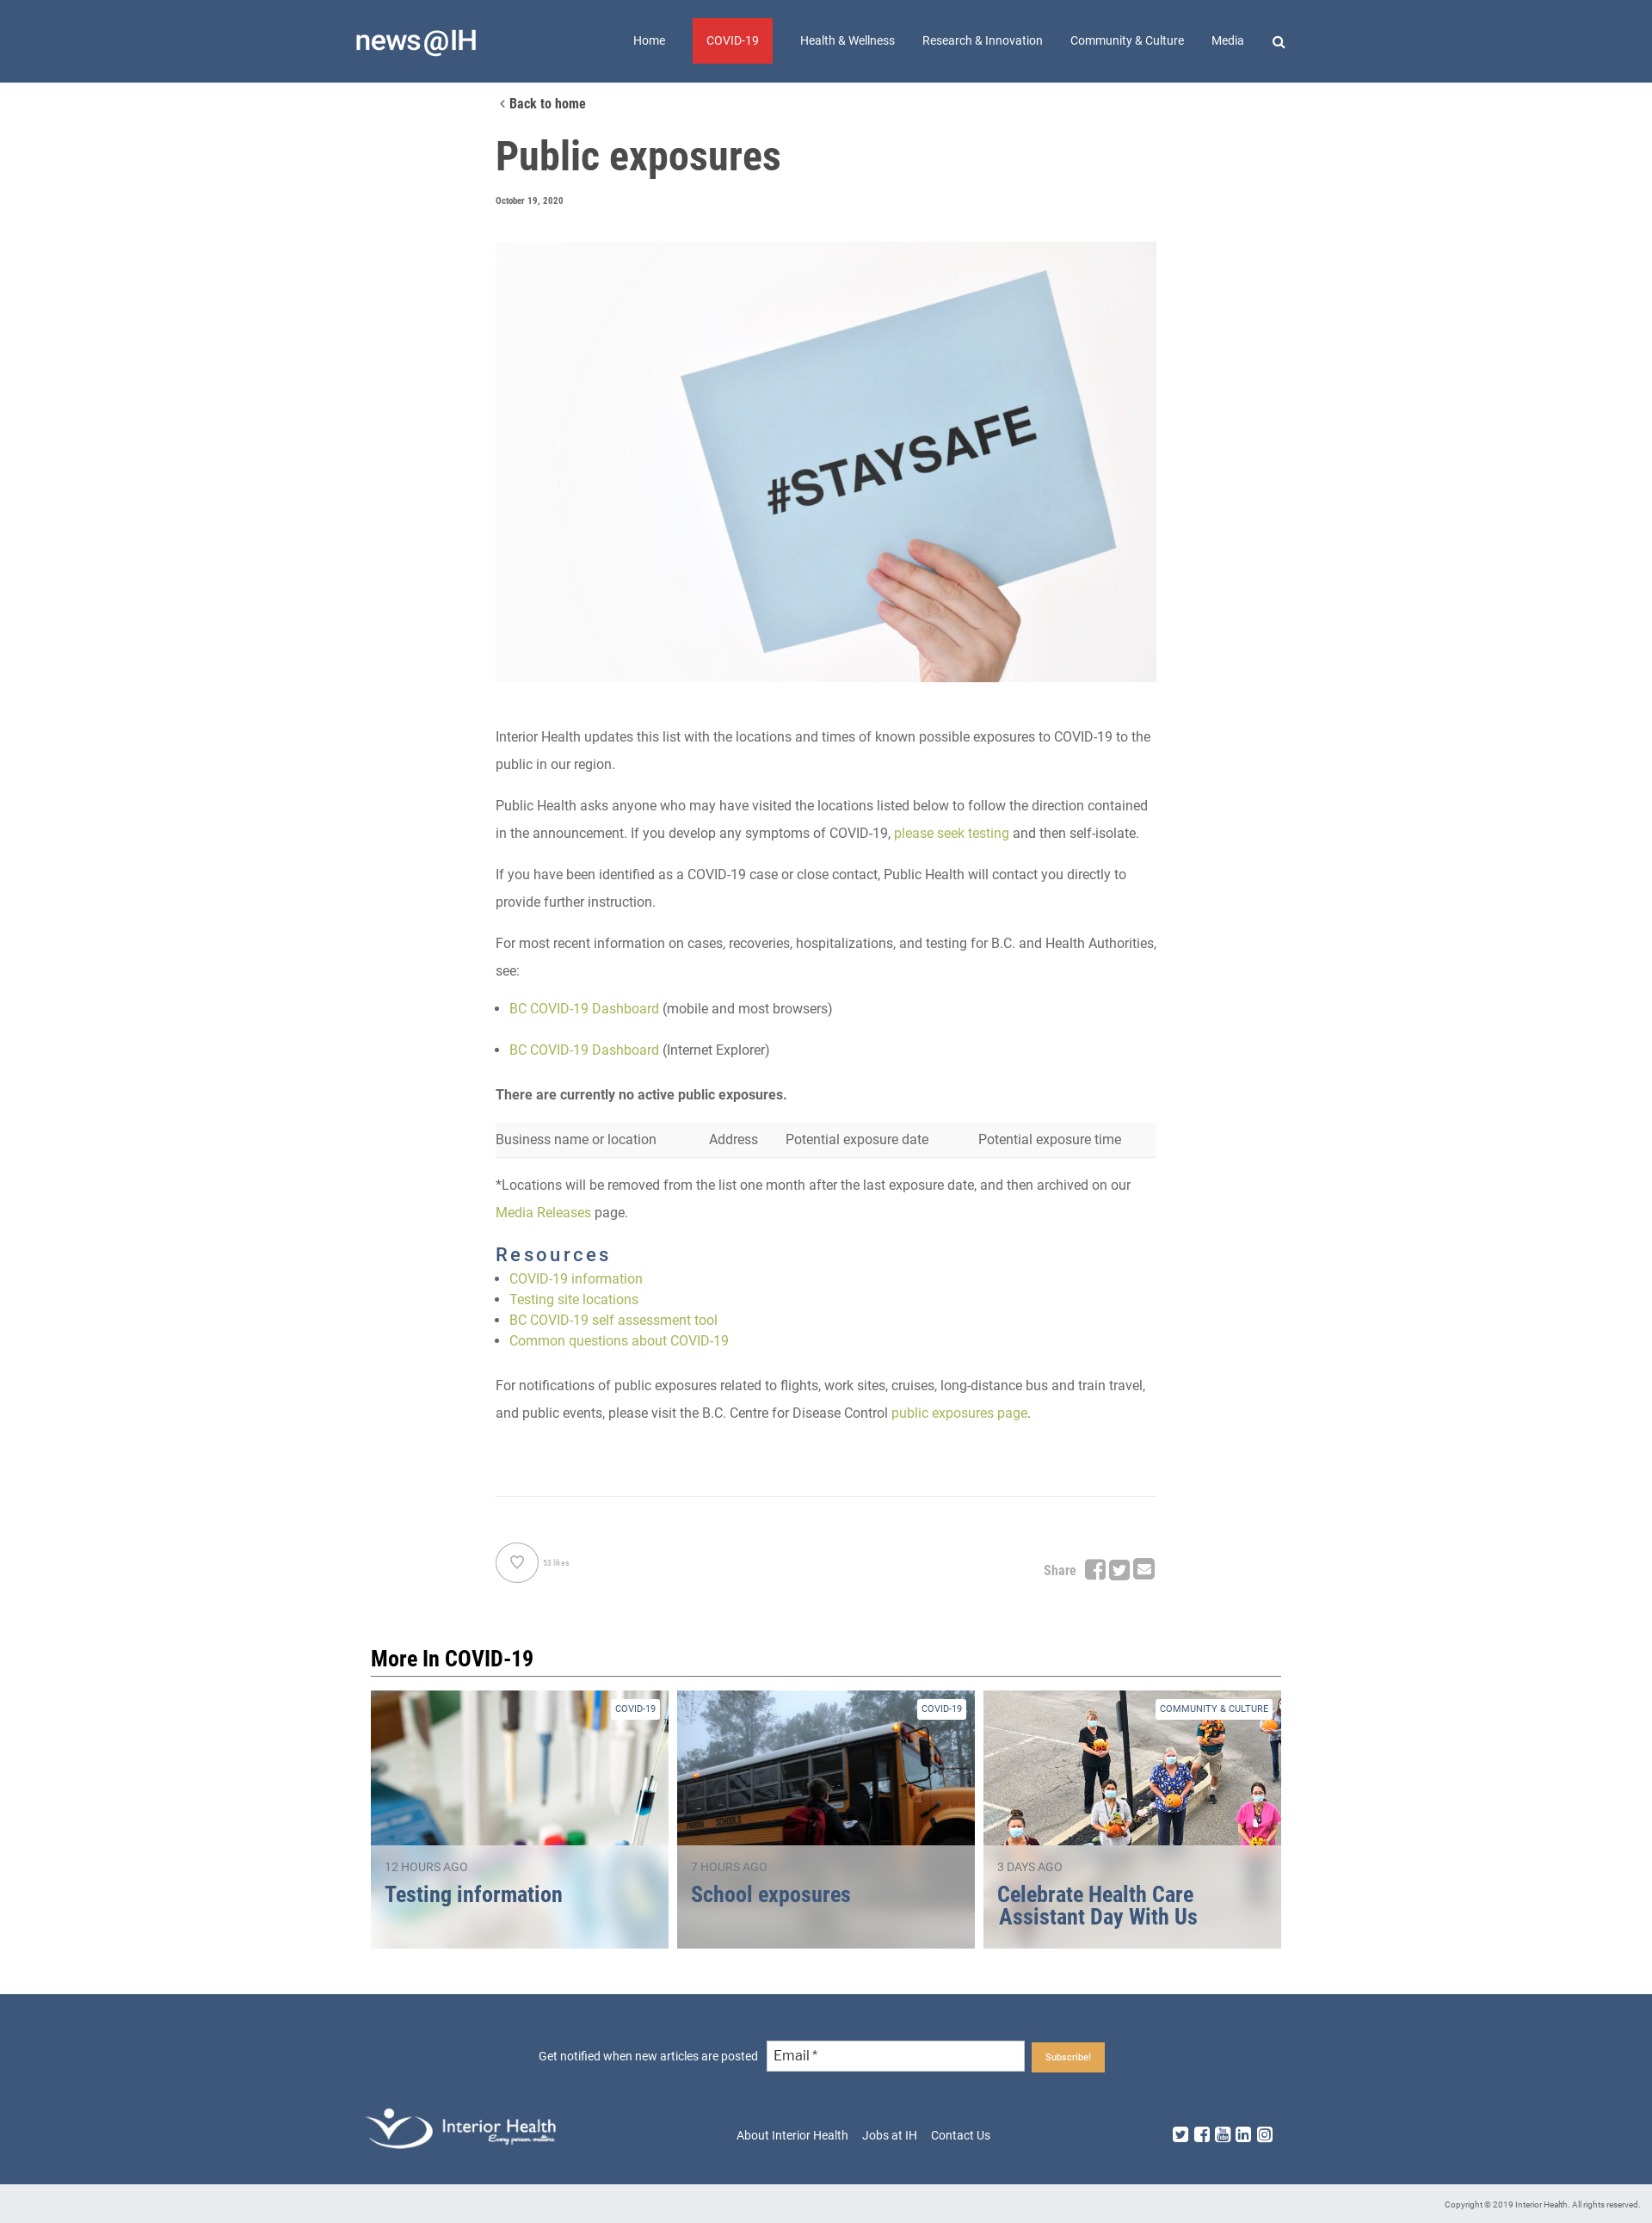 news@IH
Home COVID-19 Health & Wellness Research & Innovation Community & Culture Media
Back to home
Public exposures
October 19, 2020
#STAYSAFE
Interior Health updates this list with the locations and times of known possible exposures to COVID-19 to the
public in our region.
Public Health asks anyone who may have visited the locations listed below to follow the direction contained
in the announcement. If you develop any symptoms of COVID-19, please seek testing and then self-isolate.
If you have been identified as a COVID-19 case or close contact, Public Health will contact you directly to
provide further instruction.
For most recent information on cases, recoveries, hospitalizations, and testing for B.C. and Health Authorities,
see:
BC COVID-19 Dashboard (mobile and most browsers)
BC COVID-19 Dashboard (Internet Explorer)
There are currently no active public exposures.
Business name or location Address Potential exposure date Potential exposure time
*Locations will be removed from the list one month after the last exposure date, and then archived on our
Media Releases page.
Resources
COVID-19 information
Testing site locations
BC COVID-19 self assessment tool
Common questions about COVID-19
For notifications of public exposures related to flights, work sites, cruises, long-distance bus and train travel,
and public events, please visit the B.C. Centre for Disease Control public exposures page.
53 likes
Share
More In COVID-19
COVID-19
12 HOURS AGO
Testing information
COVID-19
SCHOOLS
7 HOURS AGO
School exposures
COMMUNITY & CULTURE
3 DAYS AGO
Celebrate Health Care
Assistant Day With Us
Get notified when new articles are posted Email * Subscribe!
Interior Health
Every person matters
About Interior Health Jobs at IH Contact Us
Copyright © 2019 Interior Health. All rights reserved.